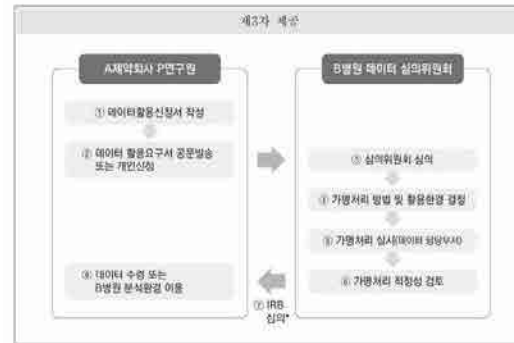 제3자 제공
A제약회사 P연구원
① 데이터활용신청서 작성
② 데이터 활용요구서 공문발송
또는 개인신청
B병원 데이터 심의위원회
③ 심의위원회 심의
④ 가명처리 방법 및 활용환경 결정
⑤ 가명처리 실시(데이터 담당부서)
⑥ 가명처리 적정성 검토
⑦ IRB
심의*
⑧ 데이터 수령 또는
B병원 분석환경 이용